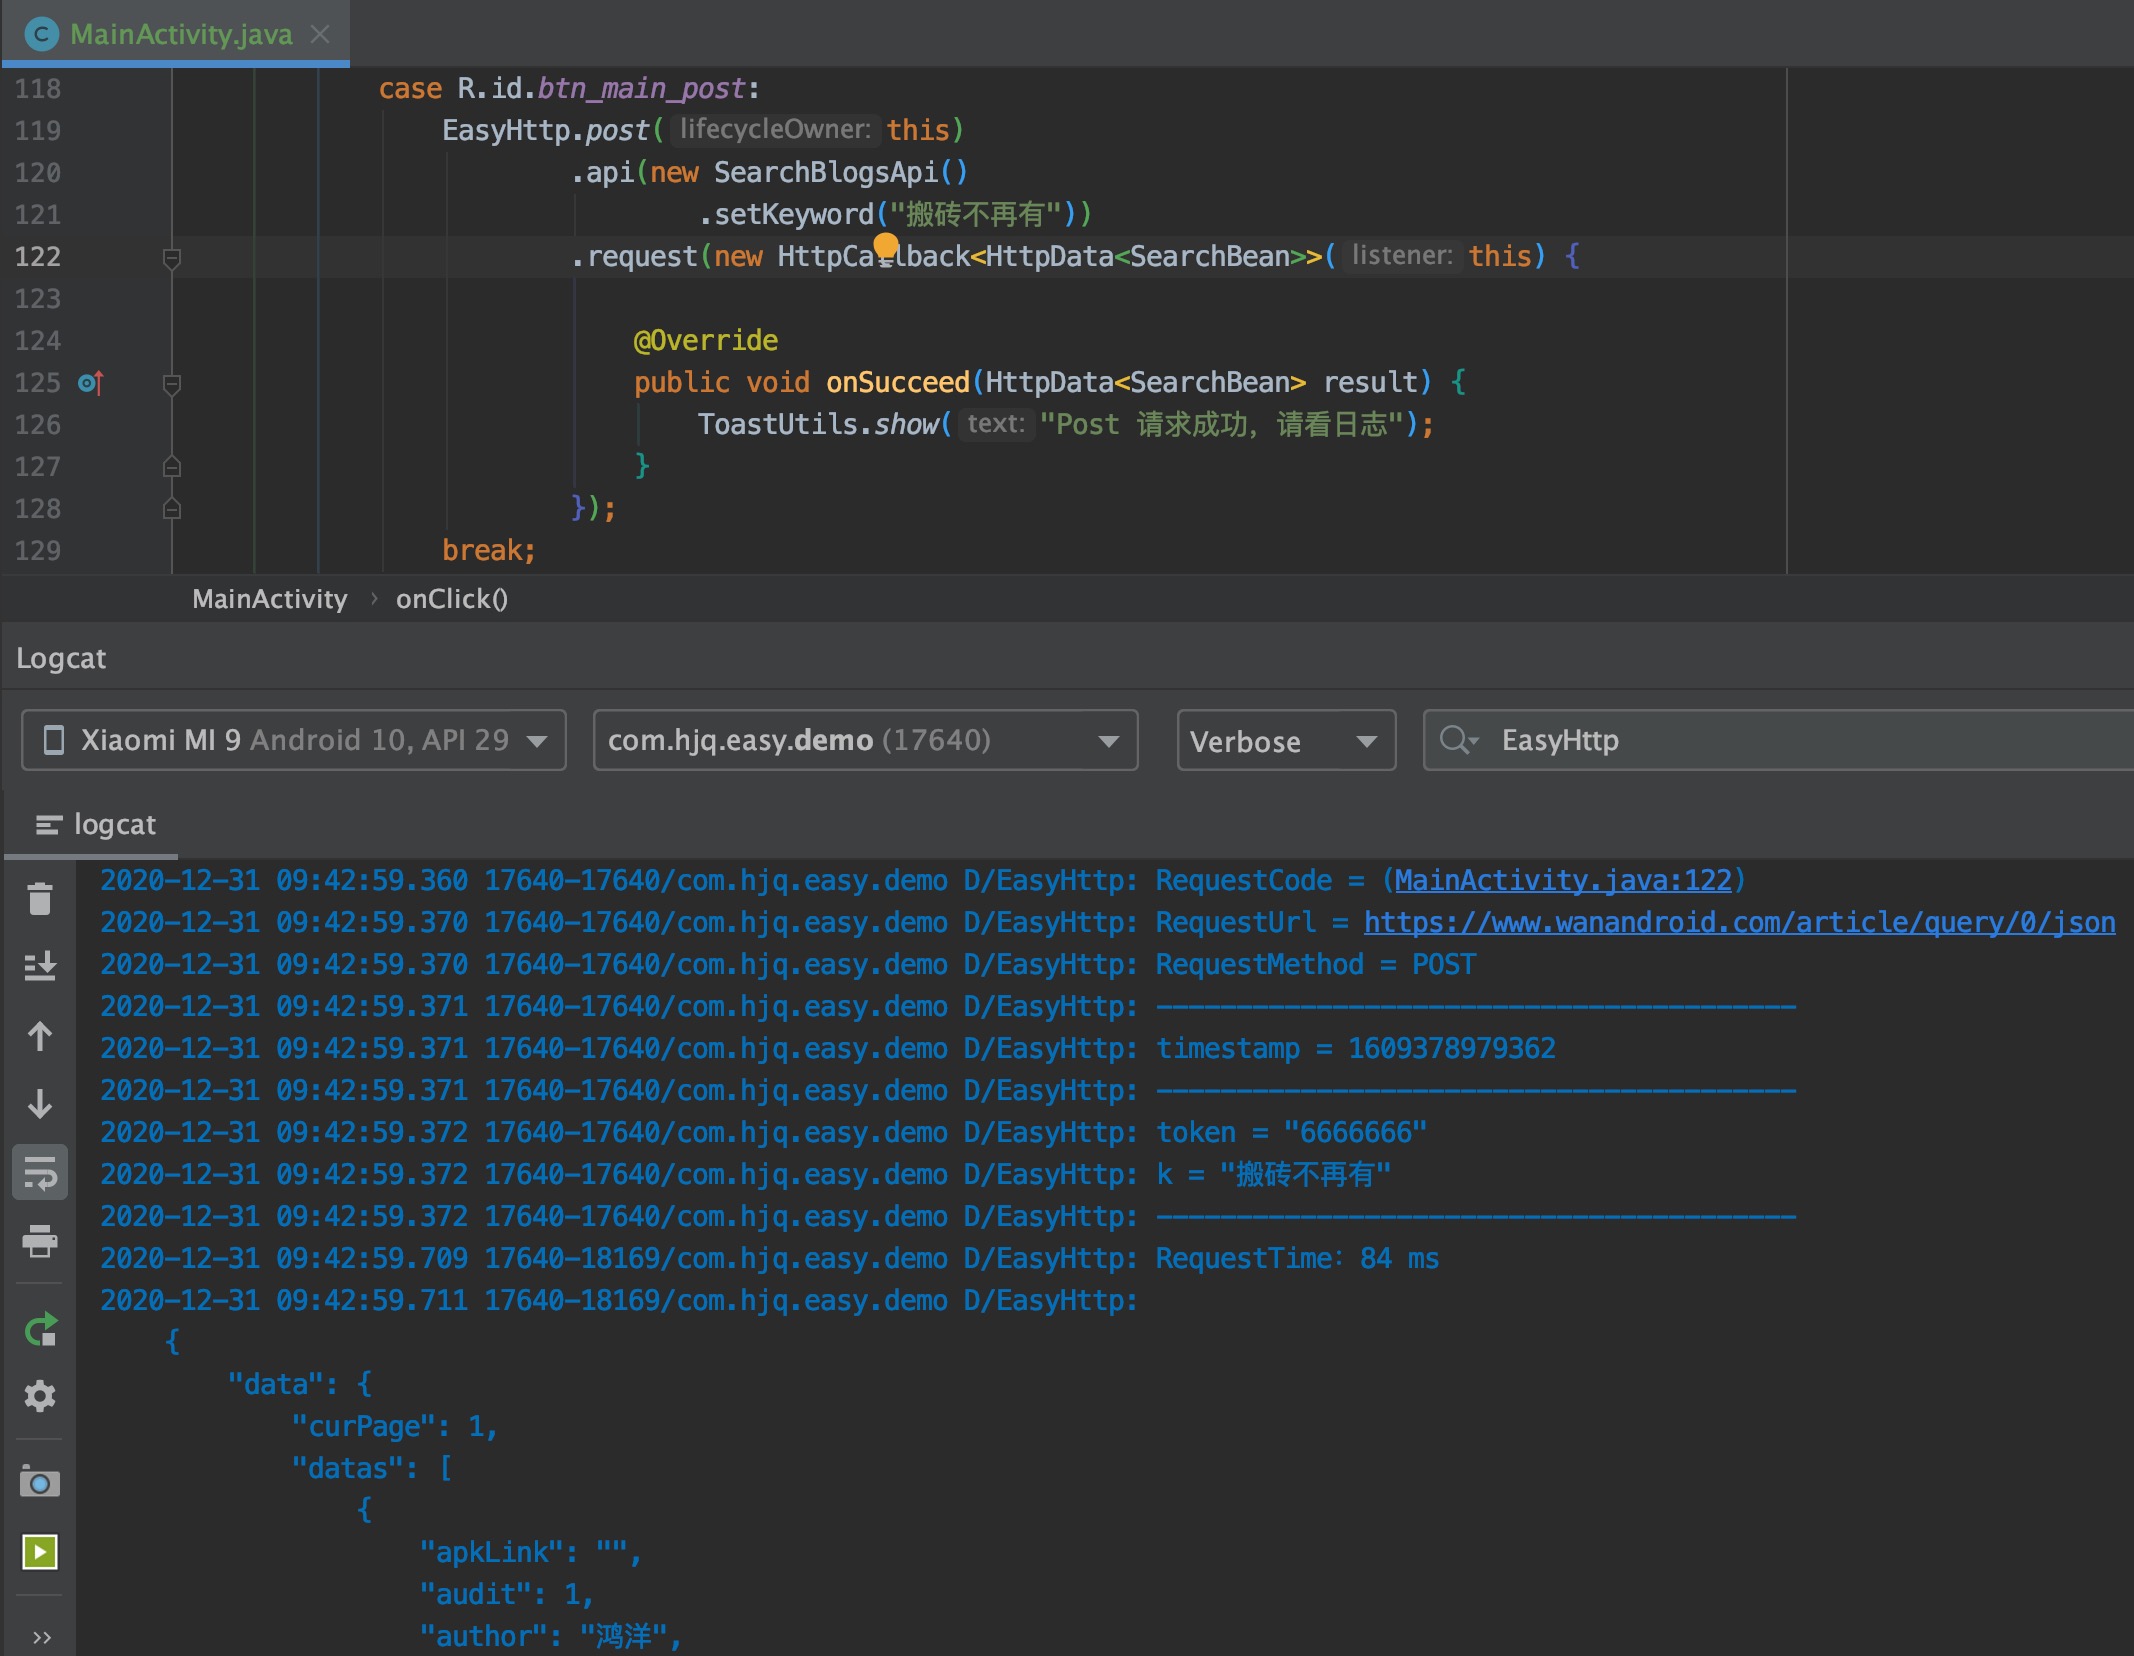 MainActivity.java
118 case R.id.btn_main_post:
119 EasyHttp.post( lifecycleOwner: this)
120 .api(new SearchBlogsApi()
121 .setKeyword("搬砖不再有"))
122 .request(new HttpCallback<HttpData<SearchBean>>( listener: this) {
123
124 @Override
125 public void onSucceed(HttpData<SearchBean> result) {
126 ToastUtils.show( text: "Post 请求成功，请看日志");
127 }
128 });
129 break;
MainActivity › onClick()
Logcat
Xiaomi MI 9 Android 10, API 29 com.hjq.easy.demo (17640) Verbose EasyHttp
logcat
2020-12-31 09:42:59.360 17640-17640/com.hjq.easy.demo D/EasyHttp: RequestCode = (MainActivity.java:122)
2020-12-31 09:42:59.370 17640-17640/com.hjq.easy.demo D/EasyHttp: RequestUrl = https://www.wanandroid.com/article/query/0/json
2020-12-31 09:42:59.370 17640-17640/com.hjq.easy.demo D/EasyHttp: RequestMethod = POST
2020-12-31 09:42:59.371 17640-17640/com.hjq.easy.demo D/EasyHttp: ----------------------------------------
2020-12-31 09:42:59.371 17640-17640/com.hjq.easy.demo D/EasyHttp: timestamp = 1609378979362
2020-12-31 09:42:59.371 17640-17640/com.hjq.easy.demo D/EasyHttp: ----------------------------------------
2020-12-31 09:42:59.372 17640-17640/com.hjq.easy.demo D/EasyHttp: token = "6666666"
2020-12-31 09:42:59.372 17640-17640/com.hjq.easy.demo D/EasyHttp: k = "搬砖不再有"
2020-12-31 09:42:59.372 17640-17640/com.hjq.easy.demo D/EasyHttp: ----------------------------------------
2020-12-31 09:42:59.709 17640-18169/com.hjq.easy.demo D/EasyHttp: RequestTime：84 ms
2020-12-31 09:42:59.711 17640-18169/com.hjq.easy.demo D/EasyHttp:
{
"data": {
"curPage": 1,
"datas": [
{
"apkLink": "",
"audit": 1,
"author": "鸿洋",